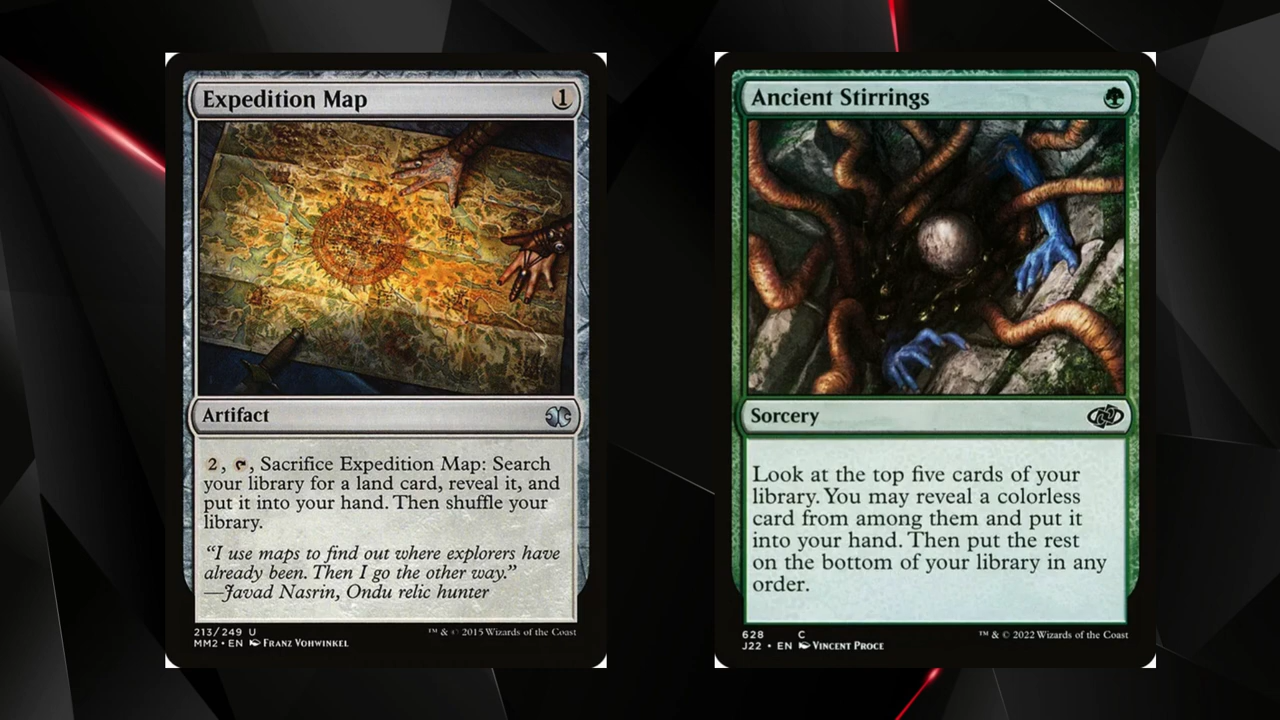 Expedition Map 1
Artifact
2, , Sacrifice Expedition Map: Search
your library for a land card, reveal it, and
put it into your hand. Then shuffle your
library.
"I use maps to find out where explorers have
already been. Then I go the other way."
—Javad Nasrin, Ondu relic hunter
213/249 U
MM2 • EN Franz Vohwinkel
™ & © 2015 Wizards of the Coast
Ancient Stirrings
Sorcery
Look at the top five cards of your
library. You may reveal a colorless
card from among them and put it
into your hand. Then put the rest
on the bottom of your library in any
order.
628 C
J22 • EN Vincent Proce
™ & © 2022 Wizards of the Coast